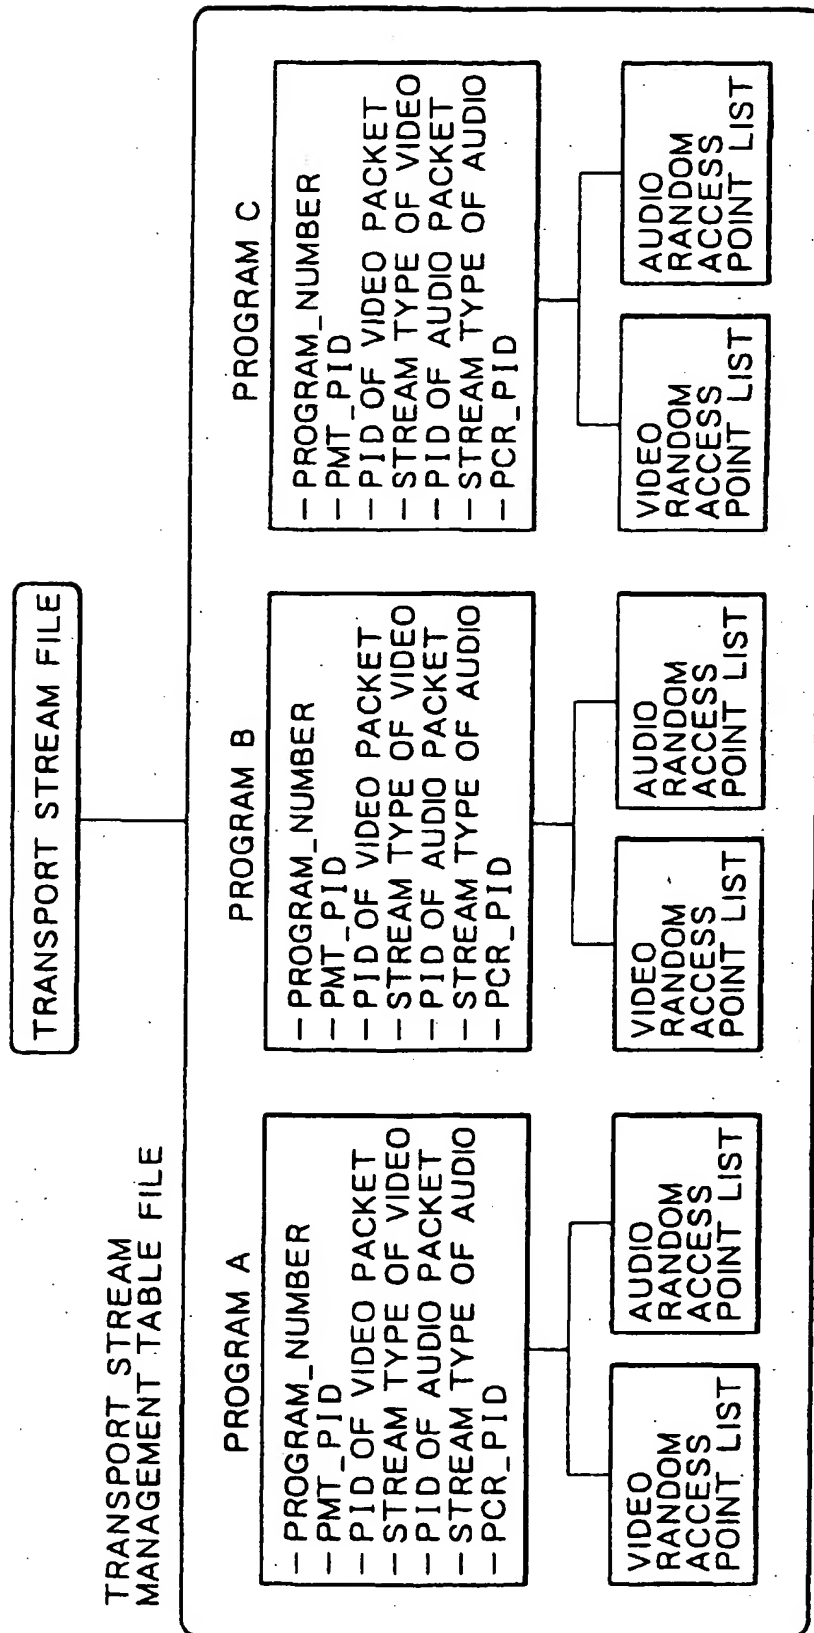 TRANSPORT STREAM FILE
TRANSPORT STREAM
MANAGEMENT TABLE FILE
PROGRAM A
— PROGRAM_NUMBER
— PMT_PID
— PID OF VIDEO PACKET
— STREAM TYPE OF VIDEO
— PID OF AUDIO PACKET
— STREAM TYPE OF AUDIO
— PCR_PID
VIDEO
RANDOM
ACCESS
POINT LIST
AUDIO
RANDOM
ACCESS
POINT LIST
PROGRAM B
— PROGRAM_NUMBER
— PMT_PID
— PID OF VIDEO PACKET
— STREAM TYPE OF VIDEO
— PID OF AUDIO PACKET
— STREAM TYPE OF AUDIO
— PCR_PID
VIDEO
RANDOM
ACCESS
POINT LIST
AUDIO
RANDOM
ACCESS
POINT LIST
PROGRAM C
— PROGRAM_NUMBER
— PMT_PID
— PID OF VIDEO PACKET
— STREAM TYPE OF VIDEO
— PID OF AUDIO PACKET
— STREAM TYPE OF AUDIO
— PCR_PID
VIDEO
RANDOM
ACCESS
POINT LIST
AUDIO
RANDOM
ACCESS
POINT LIST